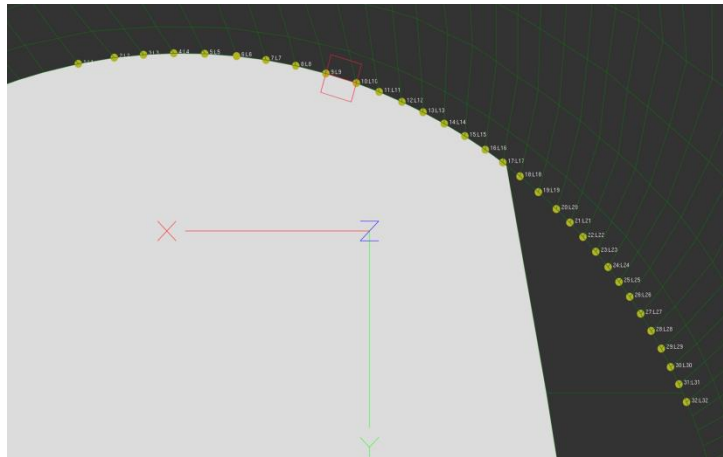 2 L2
3 L3
4 L4
5 L5
6 L6
7 L7
8 L8
9 L9
10 L10
11 L11
12 L12
13 L13
14 L14
15 L15
16 L16
17 L17
18 L18
19 L19
20 L20
21 L21
22 L22
X
Z
23 L23
24 L24
25 L25
26 L26
27 L27
28 L28
29 L29
30 L30
31 L31
32 L32
Y